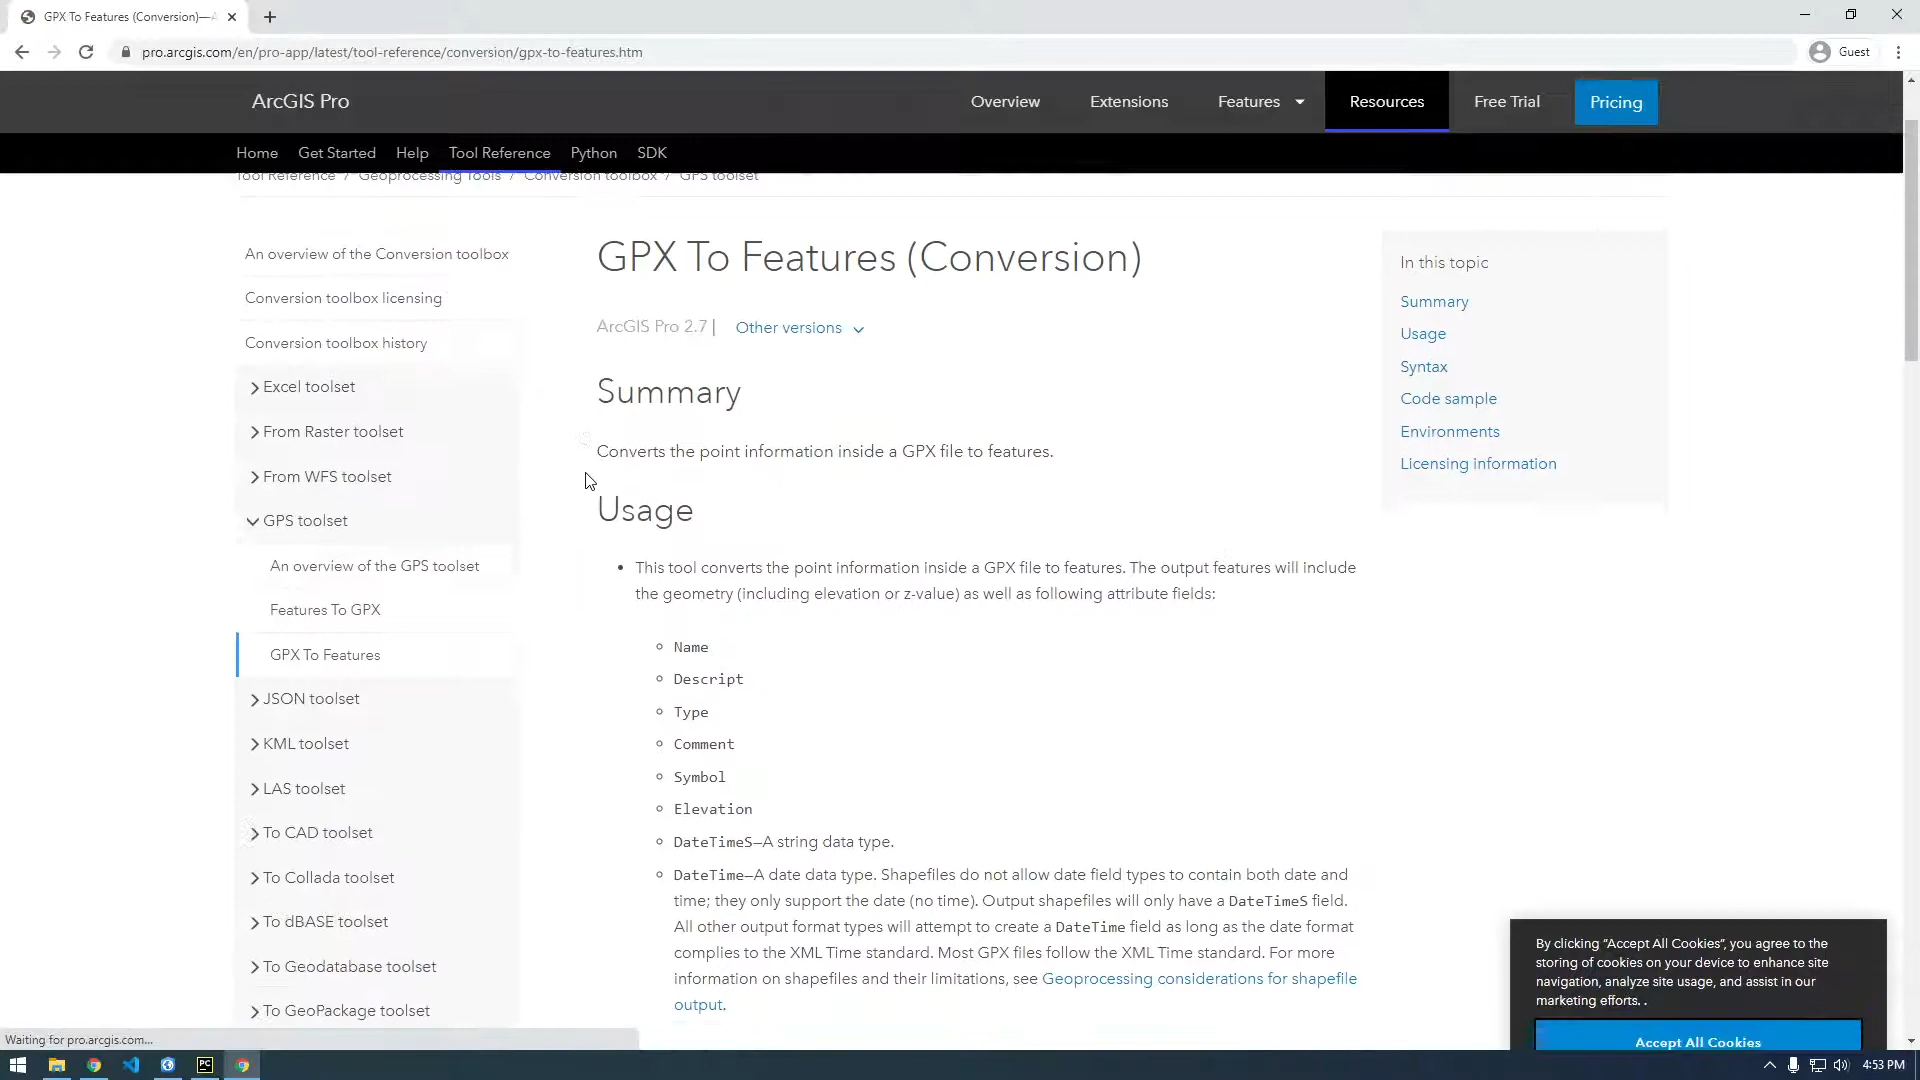 GPX To Features (Conversion)—A
pro.arcgis.com/en/pro-app/latest/tool-reference/conversion/gpx-to-features.htm
Guest
ArcGIS Pro
Overview
Extensions
Features
Resources
Free Trial
Pricing
Home
Get Started
Help
Tool Reference
Python
SDK
Tool Reference / Geoprocessing Tools / Conversion toolbox / GPS toolset
An overview of the Conversion toolbox
Conversion toolbox licensing
Conversion toolbox history
Excel toolset
From Raster toolset
From WFS toolset
GPS toolset
An overview of the GPS toolset
Features To GPX
GPX To Features
JSON toolset
KML toolset
LAS toolset
To CAD toolset
To Collada toolset
To dBASE toolset
To Geodatabase toolset
To GeoPackage toolset
GPX To Features (Conversion)
ArcGIS Pro 2.7 | Other versions
Summary
Converts the point information inside a GPX file to features.
Usage
• This tool converts the point information inside a GPX file to features. The output features will include
the geometry (including elevation or z-value) as well as following attribute fields:
Name
Descript
Type
Comment
Symbol
Elevation
DateTimeS—A string data type.
DateTime—A date data type. Shapefiles do not allow date field types to contain both date and
time; they only support the date (no time). Output shapefiles will only have a DateTimeS field.
All other output format types will attempt to create a DateTime field as long as the date format
complies to the XML Time standard. Most GPX files follow the XML Time standard. For more
information on shapefiles and their limitations, see Geoprocessing considerations for shapefile
output.
In this topic
Summary
Usage
Syntax
Code sample
Environments
Licensing information
By clicking “Accept All Cookies”, you agree to the
storing of cookies on your device to enhance site
navigation, analyze site usage, and assist in our
marketing efforts. .
Accept All Cookies
Waiting for pro.arcgis.com...
PC
4:53 PM